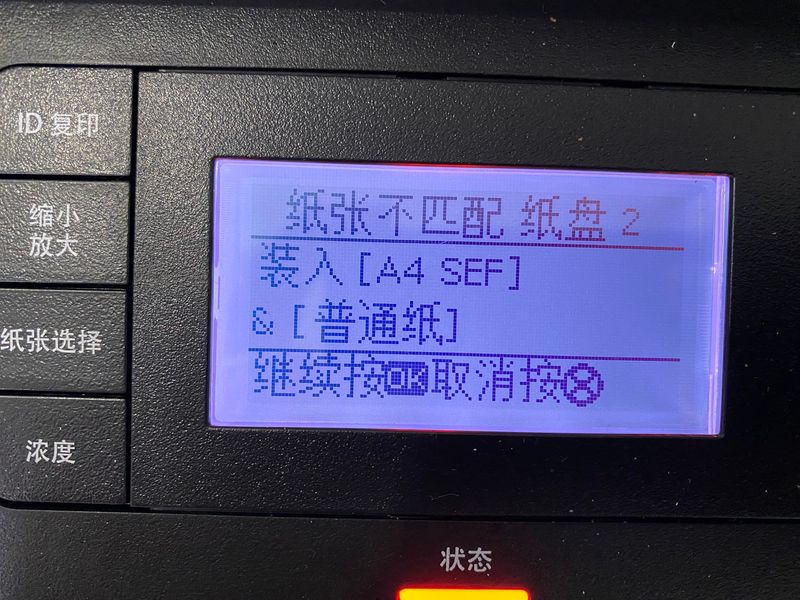 ID 复印
缩小
放大
纸张选择
浓度
纸张不匹配 纸盘 2
装入 [A4 SEF]
& [普通纸]
继续按OK取消按ⓧ
状态